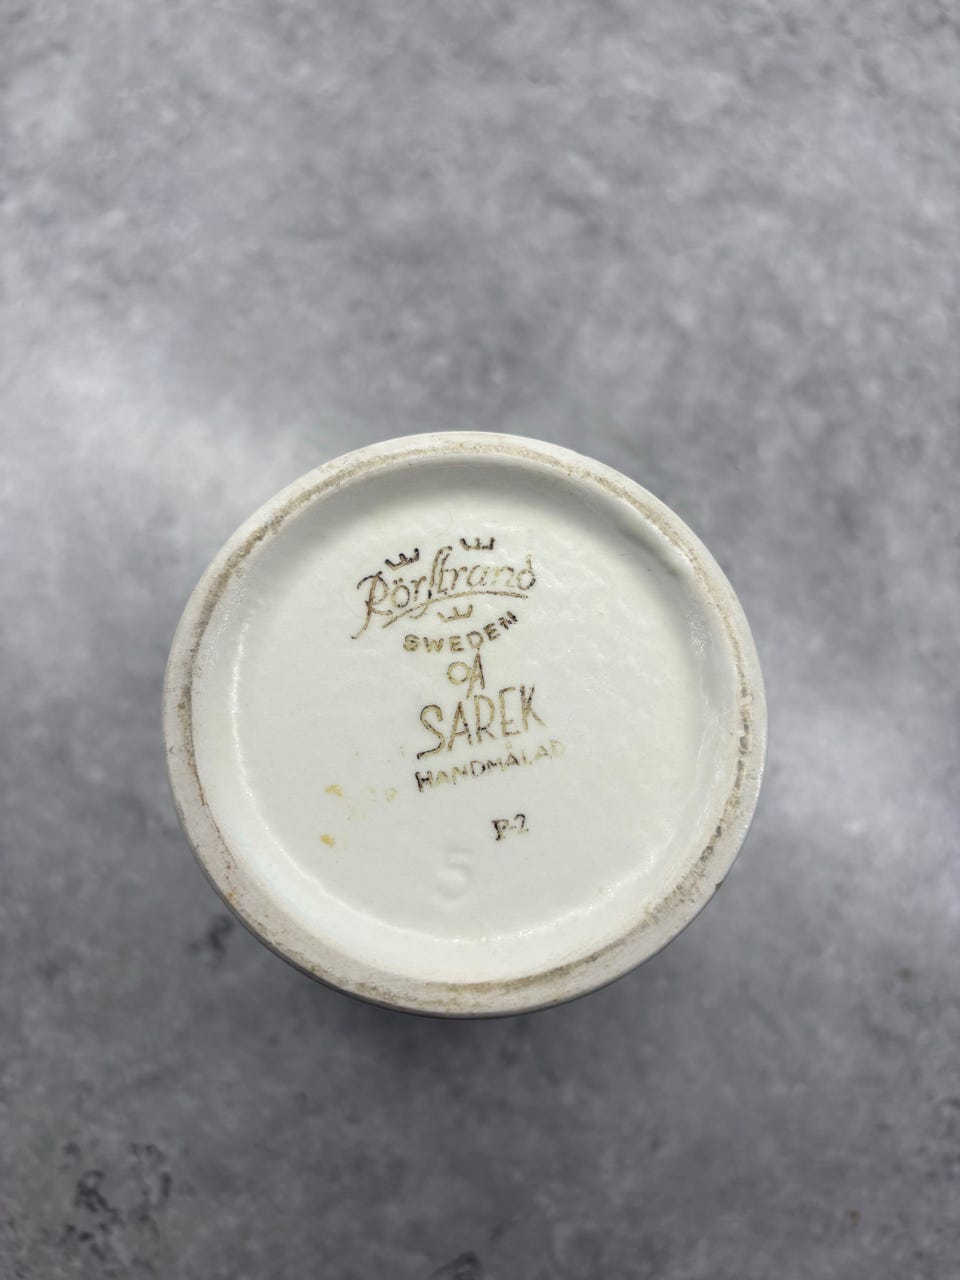 Rörstrand
SWEDEN
OA
SAREK
HANDMÅLAD
F-2
5